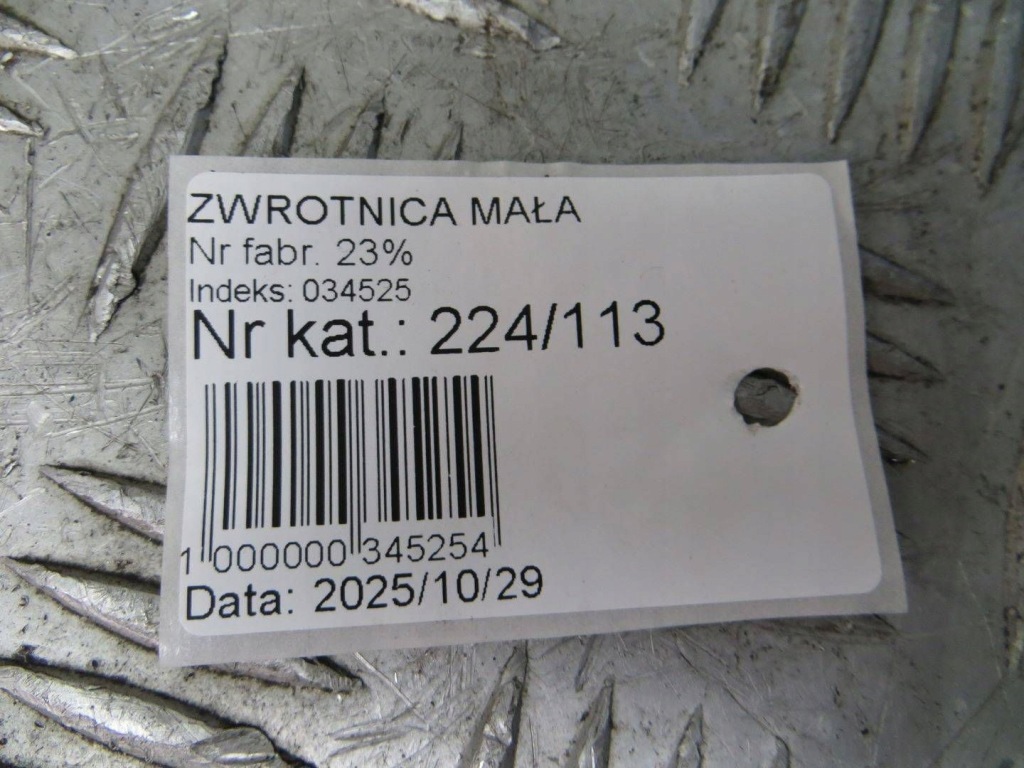 ZWROTNICA MAŁA
Nr fabr. 23%
Indeks: 034525
Nr kat.: 224/113
1 000000 345254
Data: 2025/10/29